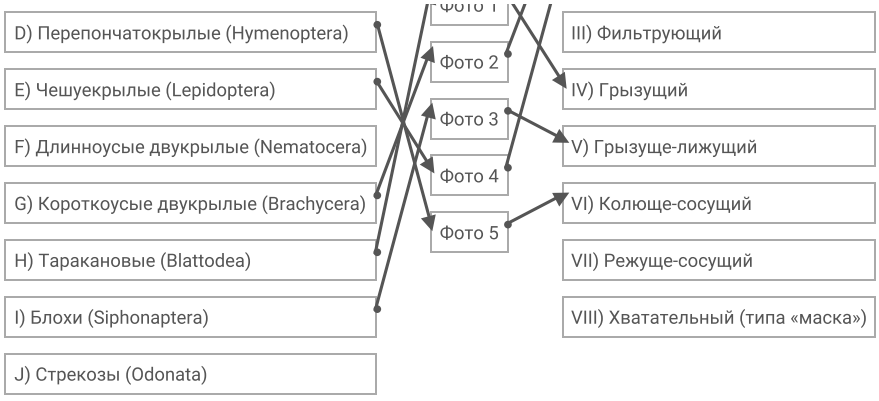 D) Перепончатокрылые (Hymenoptera)
E) Чешуекрылые (Lepidoptera)
F) Длинноусые двукрылые (Nematocera)
G) Короткоусые двукрылые (Brachycera)
H) Таракановые (Blattodea)
I) Блохи (Siphonaptera)
J) Стрекозы (Odonata)
Фото 1
Фото 2
Фото 3
Фото 4
Фото 5
III) Фильтрующий
IV) Грызущий
V) Грызуще-лижущий
VI) Колюще-сосущий
VII) Режуще-сосущий
VIII) Хватательный (типа «маска»)